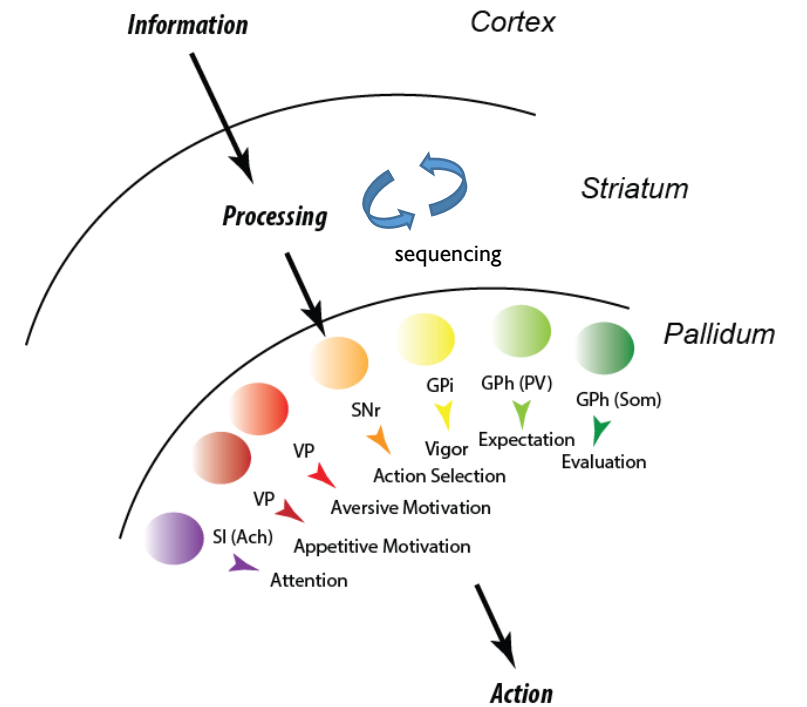 Information
Cortex
Striatum
Processing
sequencing
Pallidum
GPi
GPh (PV)
GPh (Som)
SNr
Expectation
Vigor
Evaluation
VP
Action Selection
VP
Aversive Motivation
SI (Ach)
Appetitive Motivation
Attention
Action